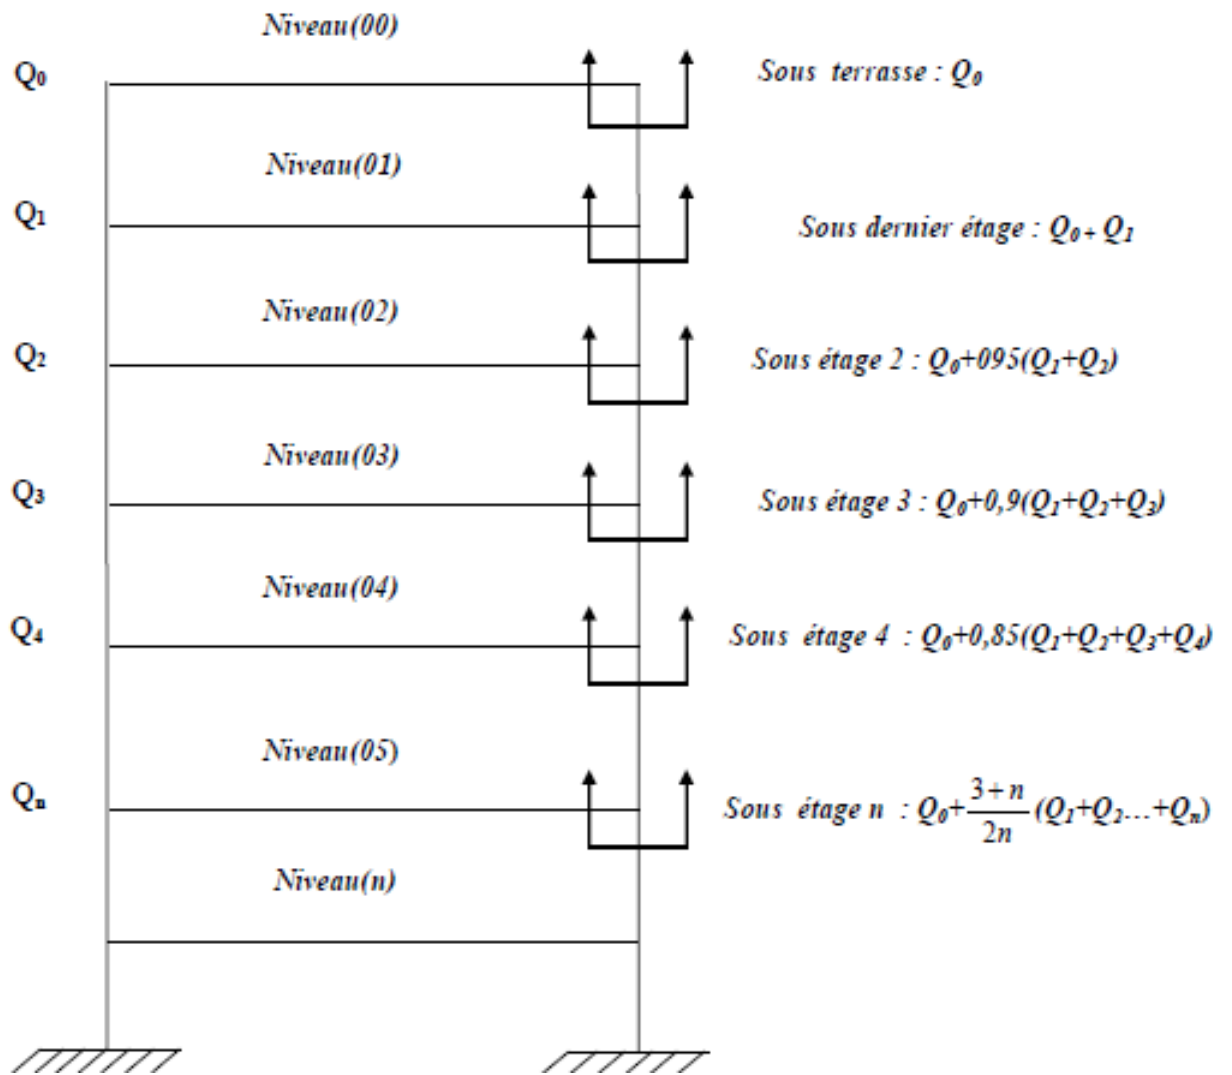 Niveau(00)
Q₀
Sous terrasse : Q₀
Niveau(01)
Q₁
Sous dernier étage : Q₀ + Q₁
Niveau(02)
Q₂
Sous étage 2 : Q₀+095(Q₁+Q₂)
Niveau(03)
Q₃
Sous étage 3 : Q₀+0,9(Q₁+Q₂+Q₃)
Niveau(04)
Q₄
Sous étage 4 : Q₀+0,85(Q₁+Q₂+Q₃+Q₄)
Niveau(05)
Qₙ
Sous étage n : Q₀+(3+n)/(2n) (Q₁+Q₂...+Qₙ)
Niveau(n)